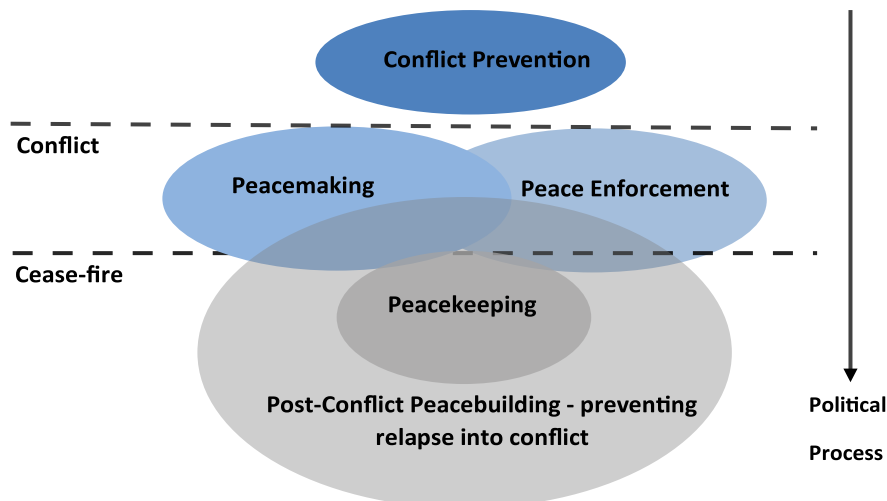 Conflict Prevention
Conflict
Peacemaking
Peace Enforcement
Cease-fire
Peacekeeping
Post-Conflict Peacebuilding - preventing
relapse into conflict
Political
Process